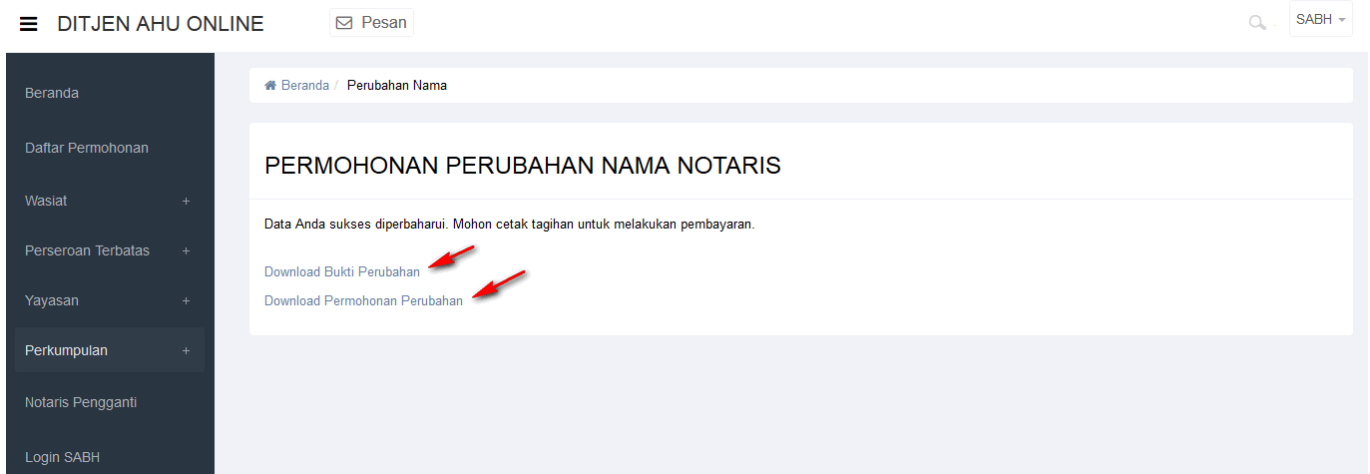 DITJEN AHU ONLINE
Pesan
SABH
Beranda
Daftar Permohonan
Wasiat +
Perseroan Terbatas +
Yayasan +
Perkumpulan +
Notaris Pengganti
Login SABH
Beranda / Perubahan Nama
PERMOHONAN PERUBAHAN NAMA NOTARIS
Data Anda sukses diperbaharui. Mohon cetak tagihan untuk melakukan pembayaran.
Download Bukti Perubahan
Download Permohonan Perubahan